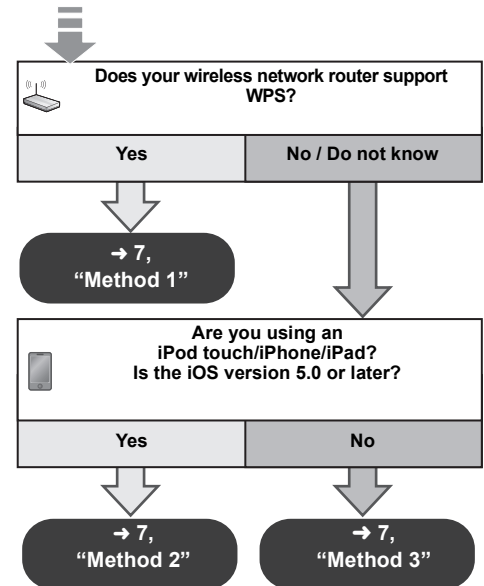 Does your wireless network router support
WPS?
Yes
No / Do not know
➔ 7,
“Method 1”
Are you using an
iPod touch/iPhone/iPad?
Is the iOS version 5.0 or later?
Yes
No
➔ 7,
“Method 2”
➔ 7,
“Method 3”